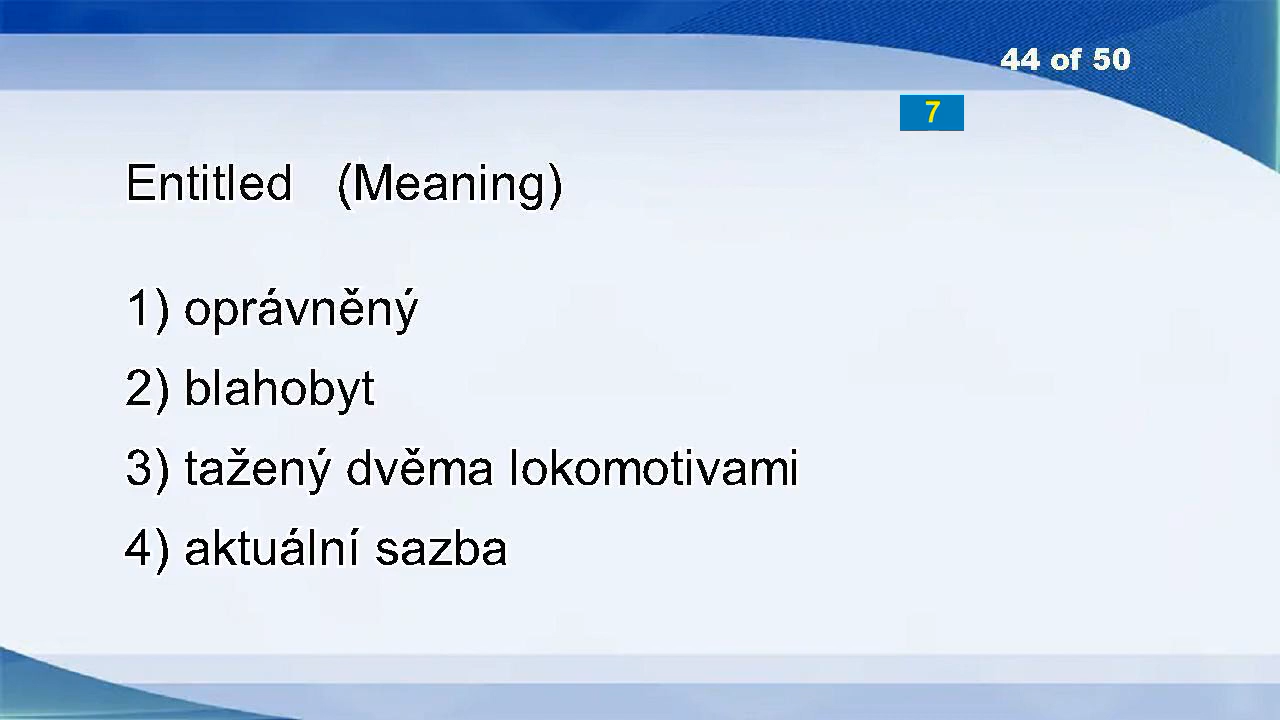 44 of 50
7
Entitled (Meaning)
1) oprávněný
2) blahobyt
3) tažený dvěma lokomotivami
4) aktuální sazba